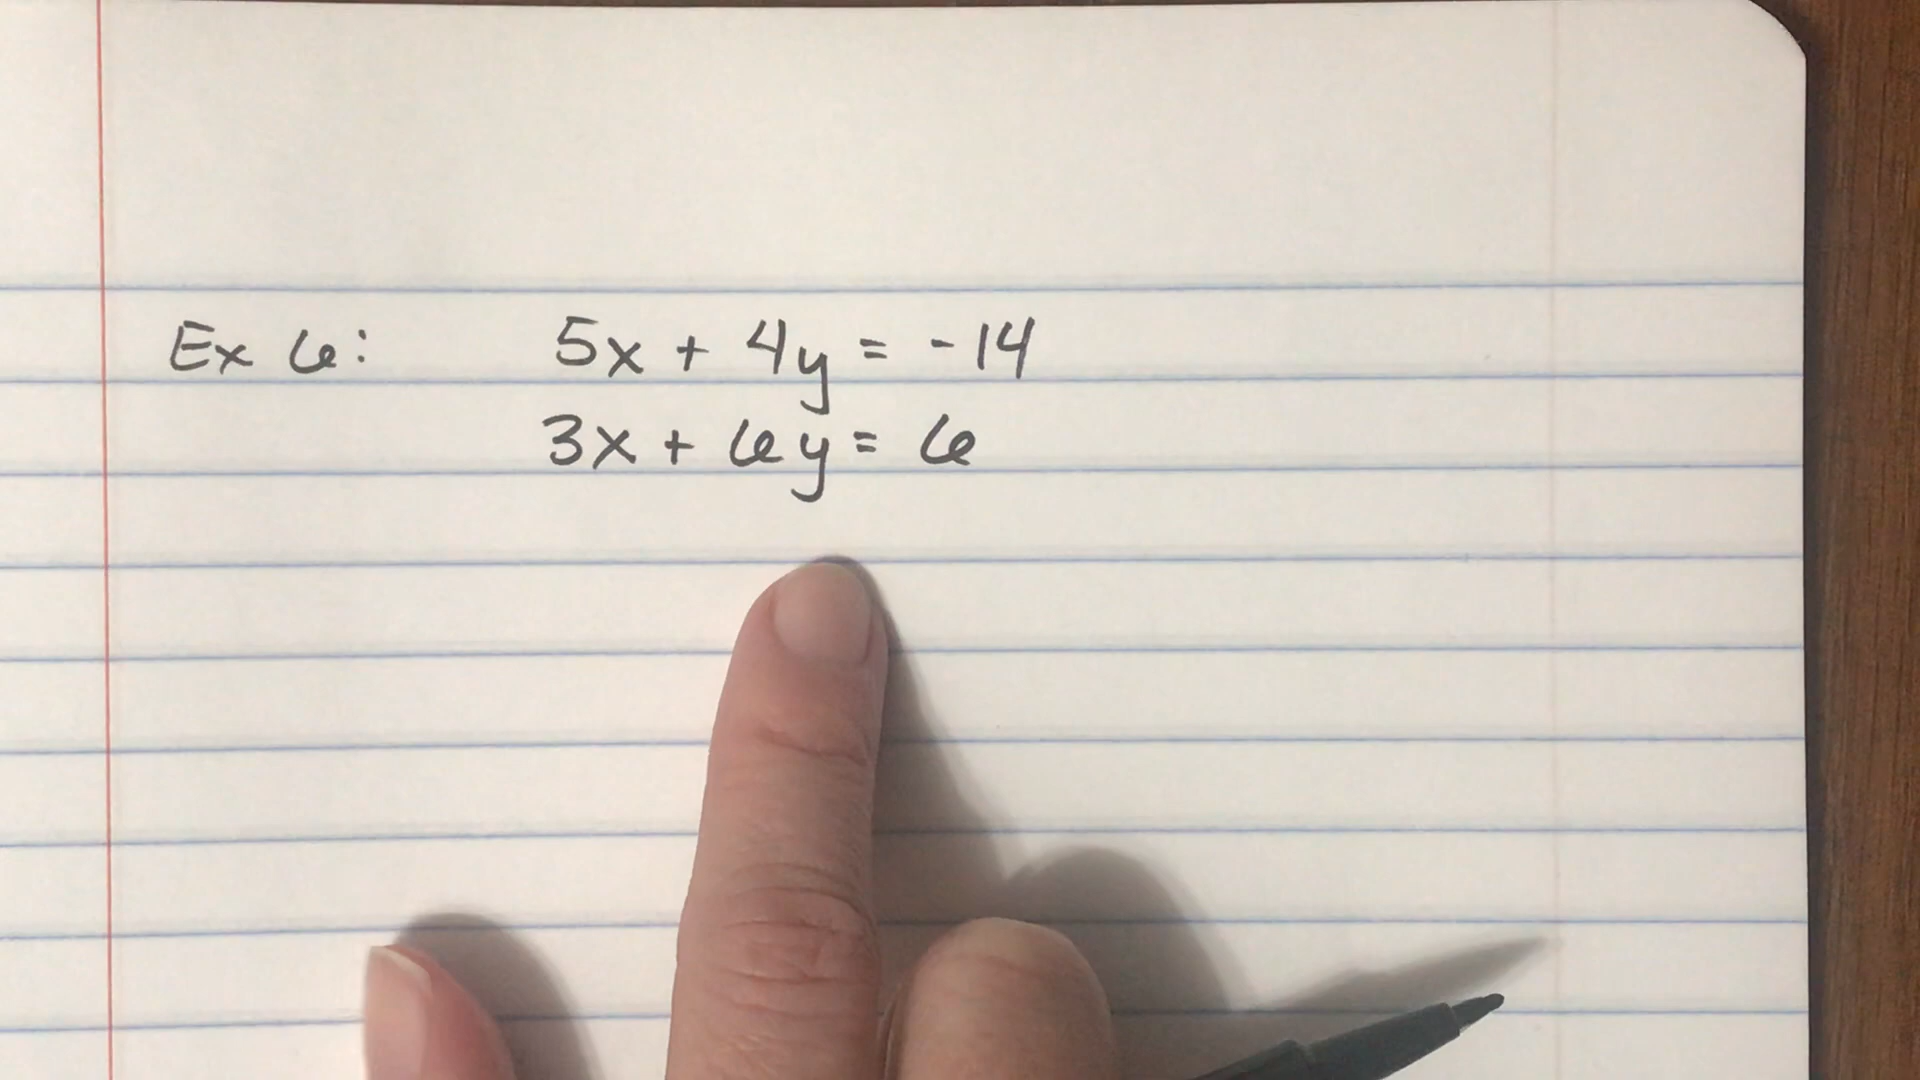 Ex 6: 5x + 4y = -14
3x + 6y = 6